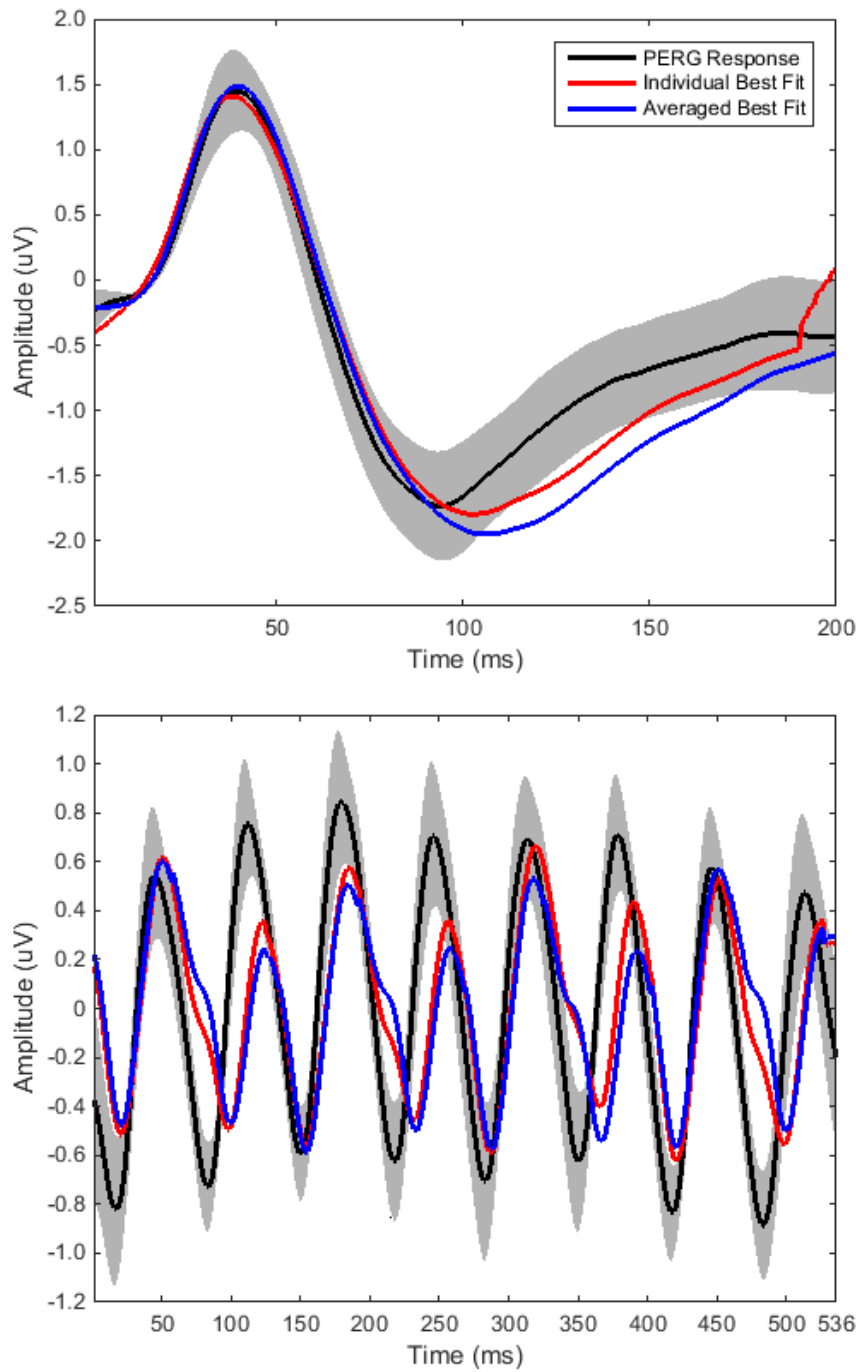 2.0
1.5
1.0
0.5
0
-0.5
-1.0
-1.5
-2.0
-2.5
Amplitude (uV)
PERG Response
Individual Best Fit
Averaged Best Fit
50 100 150 200
Time (ms)
1.2
1.0
0.8
0.6
0.4
0.2
0
-0.2
-0.4
-0.6
-0.8
-1.0
-1.2
Amplitude (uV)
50 100 150 200 250 300 350 400 450 500 536
Time (ms)